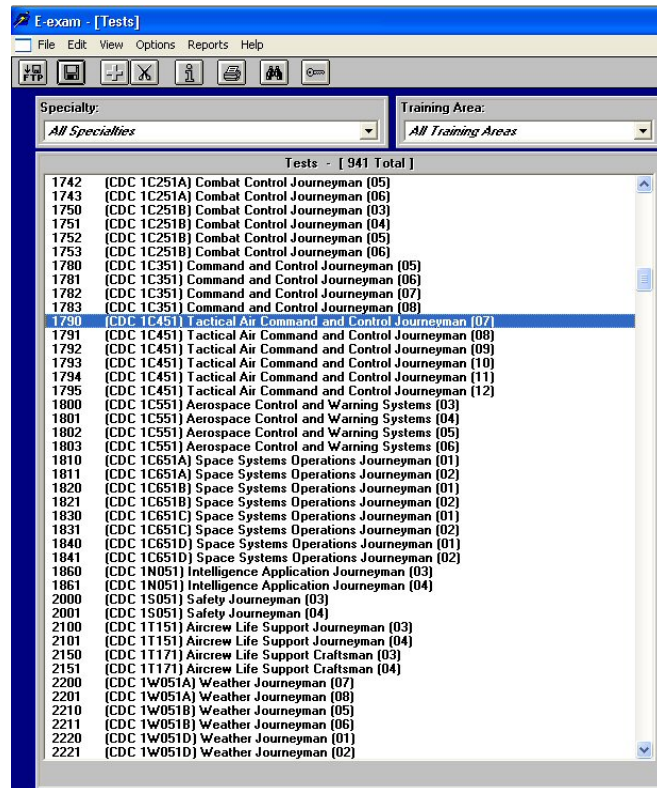 E-exam - [Tests]
File Edit View Options Reports Help
FTP
Specialty:
Training Area:
All Specialties
All Training Areas
Tests - [ 941 Total ]
1742 (CDC 1C251A) Combat Control Journeyman (05)
1743 (CDC 1C251A) Combat Control Journeyman (06)
1750 (CDC 1C251B) Combat Control Journeyman (03)
1751 (CDC 1C251B) Combat Control Journeyman (04)
1752 (CDC 1C251B) Combat Control Journeyman (05)
1753 (CDC 1C251B) Combat Control Journeyman (06)
1780 (CDC 1C351) Command and Control Journeyman (05)
1781 (CDC 1C351) Command and Control Journeyman (06)
1782 (CDC 1C351) Command and Control Journeyman (07)
1783 (CDC 1C351) Command and Control Journeyman (08)
1790 (CDC 1C451) Tactical Air Command and Control Journeyman (07)
1791 (CDC 1C451) Tactical Air Command and Control Journeyman (08)
1792 (CDC 1C451) Tactical Air Command and Control Journeyman (09)
1793 (CDC 1C451) Tactical Air Command and Control Journeyman (10)
1794 (CDC 1C451) Tactical Air Command and Control Journeyman (11)
1795 (CDC 1C451) Tactical Air Command and Control Journeyman (12)
1800 (CDC 1C551) Aerospace Control and Warning Systems (03)
1801 (CDC 1C551) Aerospace Control and Warning Systems (04)
1802 (CDC 1C551) Aerospace Control and Warning Systems (05)
1803 (CDC 1C551) Aerospace Control and Warning Systems (06)
1810 (CDC 1C651A) Space Systems Operations Journeyman (01)
1811 (CDC 1C651A) Space Systems Operations Journeyman (02)
1820 (CDC 1C651B) Space Systems Operations Journeyman (01)
1821 (CDC 1C651B) Space Systems Operations Journeyman (02)
1830 (CDC 1C651C) Space Systems Operations Journeyman (01)
1831 (CDC 1C651C) Space Systems Operations Journeyman (02)
1840 (CDC 1C651D) Space Systems Operations Journeyman (01)
1841 (CDC 1C651D) Space Systems Operations Journeyman (02)
1860 (CDC 1N051) Intelligence Application Journeyman (03)
1861 (CDC 1N051) Intelligence Application Journeyman (04)
2000 (CDC 1S051) Safety Journeyman (03)
2001 (CDC 1S051) Safety Journeyman (04)
2100 (CDC 1T151) Aircrew Life Support Journeyman (03)
2101 (CDC 1T151) Aircrew Life Support Journeyman (04)
2150 (CDC 1T171) Aircrew Life Support Craftsman (03)
2151 (CDC 1T171) Aircrew Life Support Craftsman (04)
2200 (CDC 1W051A) Weather Journeyman (07)
2201 (CDC 1W051A) Weather Journeyman (08)
2210 (CDC 1W051B) Weather Journeyman (05)
2211 (CDC 1W051B) Weather Journeyman (06)
2220 (CDC 1W051D) Weather Journeyman (01)
2221 (CDC 1W051D) Weather Journeyman (02)